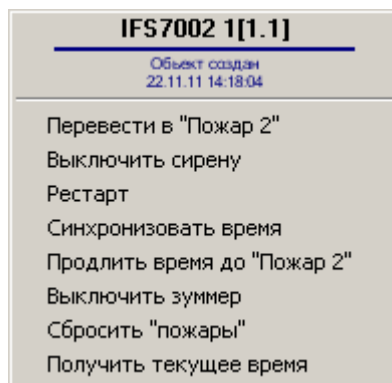 IFS7002 1[1.1]
Объект создан
22.11.11 14:18:04
Перевести в "Пожар 2"
Выключить сирену
Рестарт
Синхронизовать время
Продлить время до "Пожар 2"
Выключить зуммер
Сбросить "пожары"
Получить текущее время